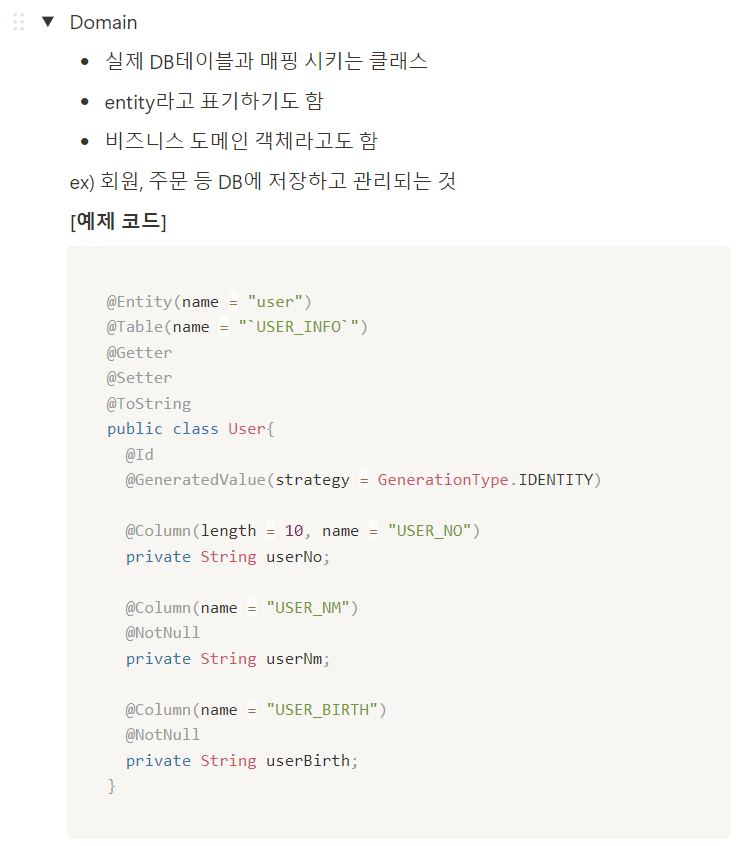 Domain
실제 DB테이블과 매핑 시키는 클래스
entity라고 표기하기도 함
비즈니스 도메인 객체라고도 함
ex) 회원, 주문 등 DB에 저장하고 관리되는 것
[예제 코드]
@Entity(name = "user")
@Table(name = "`USER_INFO`")
@Getter
@Setter
@ToString
public class User{
@Id
@GeneratedValue(strategy = GenerationType.IDENTITY)
@Column(length = 10, name = "USER_NO")
private String userNo;
@Column(name = "USER_NM")
@NotNull
private String userNm;
@Column(name = "USER_BIRTH")
@NotNull
private String userBirth;
}